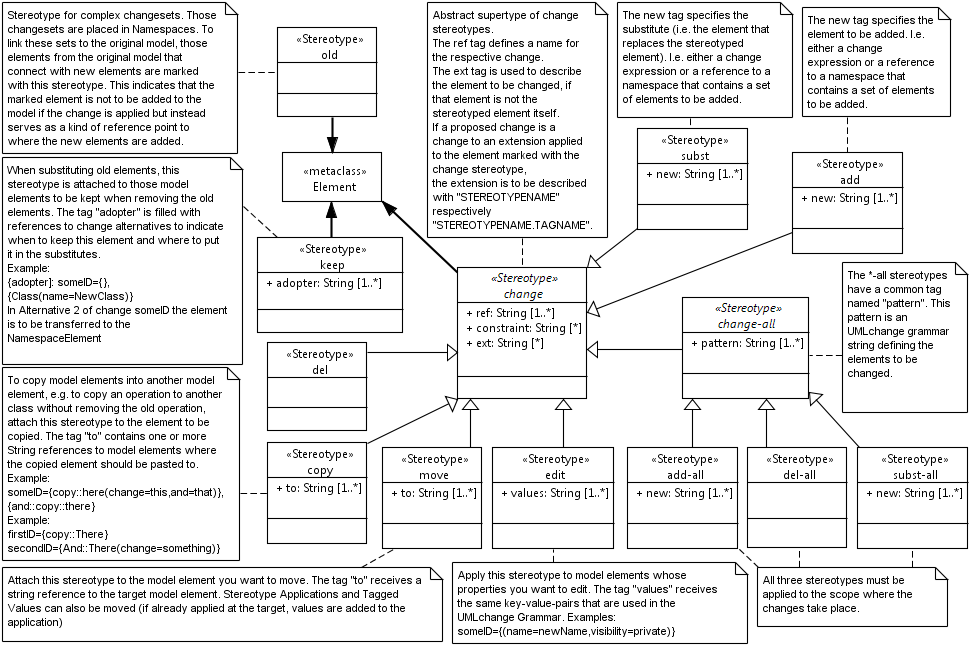 Stereotype for complex changesets. Those
changesets are placed in Namespaces. To
link these sets to the original model, those
elements from the original model that
connect with new elements are marked
with this stereotype. This indicates that the
marked element is not to be added to the
model if the change is applied but instead
serves as a kind of reference point to
where the new elements are added.
«Stereotype»
old
Abstract supertype of change
stereotypes.
The ref tag defines a name for
the respective change.
The ext tag is used to describe
the element to be changed, if
that element is not the
stereotyped element itself.
If a proposed change is a
change to an extension applied
to the element marked with the
change stereotype,
the extension is to be described
with "STEREOTYPENAME"
respectively
"STEREOTYPENAME.TAGNAME".
The new tag specifies the
substitute (i.e. the element that
replaces the stereotyped
element). I.e. either a change
expression or a reference to a
namespace that contains a set
of elements to be added.
The new tag specifies the
element to be added. I.e.
either a change
expression or a reference
to a namespace that
contains a set of elements
to be added.
«metaclass»
Element
«Stereotype»
subst
+ new: String [1..*]
«Stereotype»
add
+ new: String [1..*]
When substituting old elements, this
stereotype is attached to those model
elements to be kept when removing the old
elements. The tag "adopter" is filled with
references to change alternatives to indicate
when to keep this element and where to put
it in the substitutes.
Example:
{adopter]: someID={},
{Class(name=NewClass)}
In Alternative 2 of change someID the element
is to be transferred to the
NamespaceElement
«Stereotype»
keep
+ adopter: String [1..*]
«Stereotype»
change
+ ref: String [1..*]
+ constraint: String [*]
+ ext: String [*]
«Stereotype»
change-all
+ pattern: String [1..*]
The *-all stereotypes
have a common tag
named "pattern". This
pattern is an
UMLchange grammar
string defining the
elements to be
changed.
«Stereotype»
del
To copy model elements into another model
element, e.g. to copy an operation to another
class without removing the old operation,
attach this stereotype to the element to be
copied. The tag "to" contains one or more
String references to model elements where
the copied element should be pasted to.
Example:
someID={copy::here(change=this,and=that)},
{and::copy::there}
Example:
firstID={copy::There}
secondID={And::There(change=something)}
«Stereotype»
copy
+ to: String [1..*]
«Stereotype»
move
+ to: String [1..*]
«Stereotype»
edit
+ values: String [1..*]
«Stereotype»
add-all
+ new: String [1..*]
«Stereotype»
del-all
«Stereotype»
subst-all
+ new: String [1..*]
Attach this stereotype to the model element you want to move. The tag "to" receives a
string reference to the target model element. Stereotype Applications and Tagged
Values can also be moved (if already applied at the target, values are added to the
application)
Apply this stereotype to model elements whose
properties you want to edit. The tag "values" receives
the same key-value-pairs that are used in the
UMLchange Grammar. Examples:
someID={(name=newName,visibility=private)}
All three stereotypes must be
applied to the scope where the
changes take place.